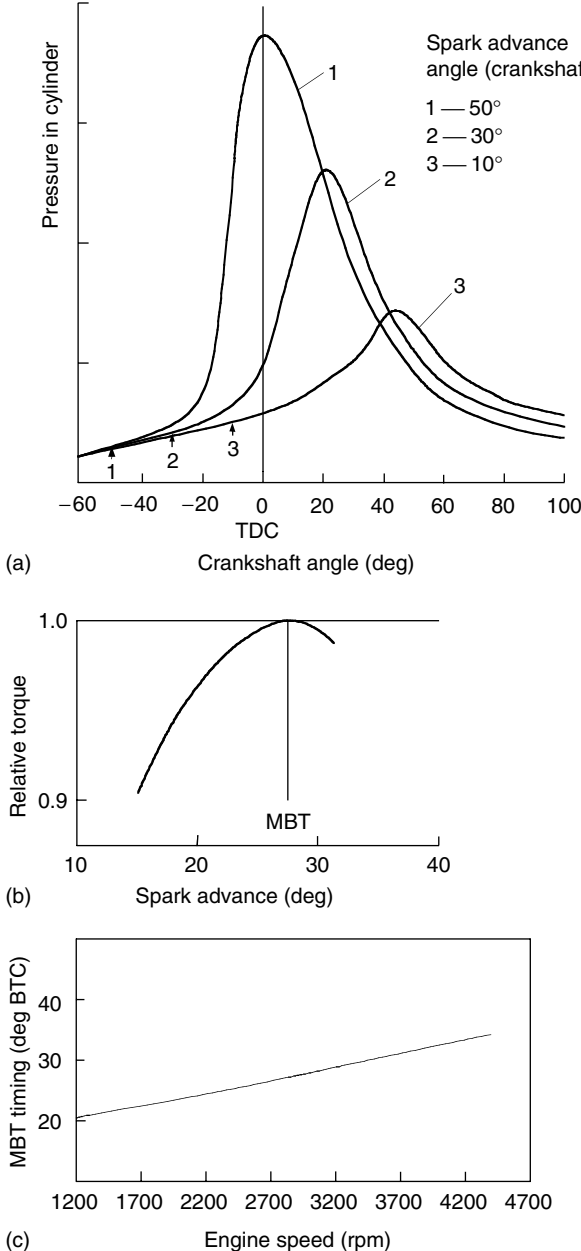 Pressure in cylinder
Spark advance
angle (crankshaf
1 — 50°
2 — 30°
3 — 10°
1
2
3
1
2
3
−60 −40 −20 0 20 40 60 80 100
TDC
(a) Crankshaft angle (deg)
Relative torque
1.0
0.9
MBT
10 20 30 40
(b) Spark advance (deg)
MBT timing (deg BTC)
40
30
20
1200 1700 2200 2700 3200 3700 4200 4700
(c) Engine speed (rpm)